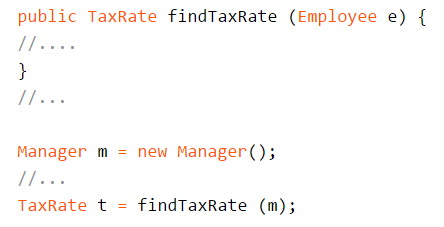 public TaxRate findTaxRate (Employee e) {
//....
}
//...
Manager m = new Manager();
//...
TaxRate t = findTaxRate (m);